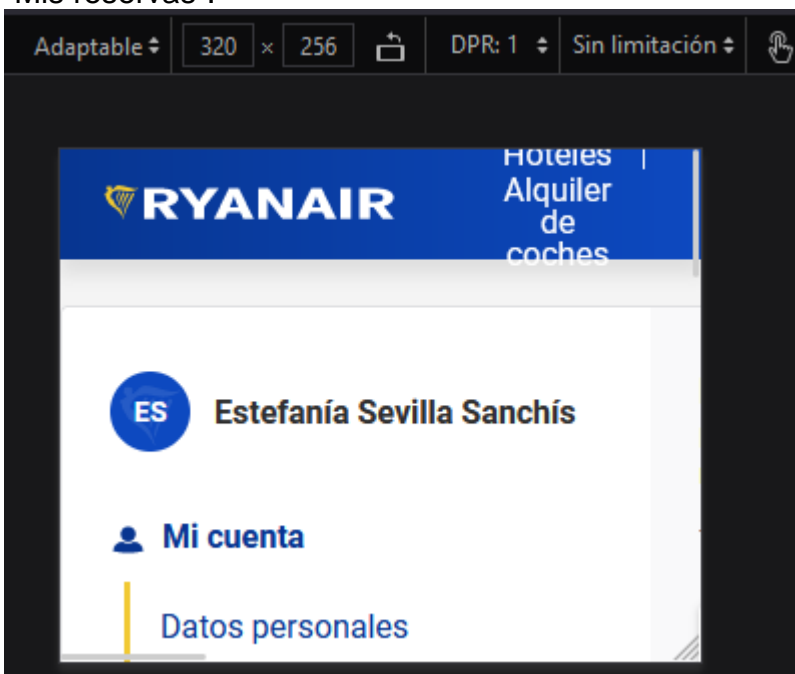 Adaptable 320 × 256 DPR: 1 Sin limitación
RYANAIR
Hoteles |
Alquiler
de
coches
ES Estefanía Sevilla Sanchís
Mi cuenta
Datos personales